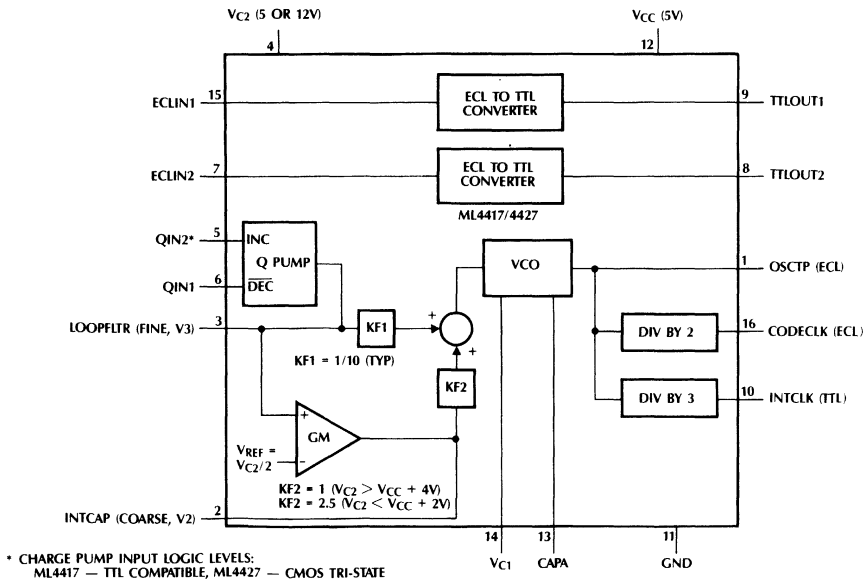 VC2 (5 OR 12V)
VCC (5V)
4
12
ECLIN1
15
ECL TO TTL
CONVERTER
9
TTLOUT1
ECLIN2
7
ECL TO TTL
CONVERTER
8
TTLOUT2
ML4417/4427
QIN2*
5
INC
Q PUMP
QIN1
6
DEC
VCO
1
OSCTP (ECL)
LOOPFLTR (FINE, V3)
3
KF1
+
+
KF1 = 1/10 (TYP)
DIV BY 2
16
CODECLK (ECL)
KF2
DIV BY 3
10
INTCLK (TTL)
+
GM
−
VREF =
VC2/2
KF2 = 1 (VC2 > VCC + 4V)
KF2 = 2.5 (VC2 < VCC + 2V)
INTCAP (COARSE, V2)
2
14
13
11
VC1
CAPA
GND
* CHARGE PUMP INPUT LOGIC LEVELS:
ML4417 — TTL COMPATIBLE, ML4427 — CMOS TRI-STATE